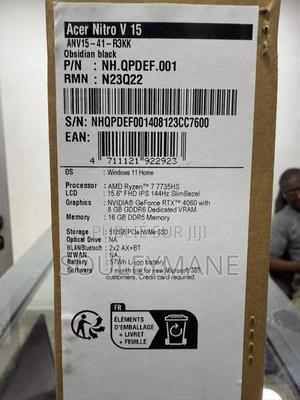 Acer Nitro V 15
ANV15-41-R3KK
Obsidian black
P/N : NH.QPDEF.001
RMN : N23Q22
S/N: NHQPDEF001408123CC7600
EAN:
4 711121 922923
OS : Windows 11 Home
Processor : AMD Ryzen™ 7 7735HS
LCD : 15.6" FHD IPS 144Hz SlimBezel
Graphics : NVIDIA® GeForce RTX™ 4060 with
8 GB GDDR6 Dedicated VRAM
Memory : 16 GB DDR5 Memory
Storage : 512GB PCIe NVMe SSD
Optical Drive : NA
WLAN/Bluetooth : 2x2 AX+BT
WWAN : NA
Battery : 57Wh Li-ion battery
Software : 1 month trial for new Microsoft 365
customers. Credit card required.
SUR JIJI
SOULEYMANE
FR
ÉLÉMENTS
D'EMBALLAGE
+ LIVRET
+ FEUILLE